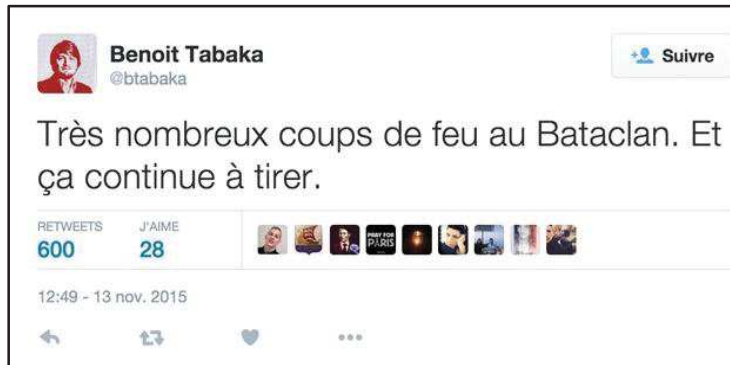 Benoit Tabaka
@btabaka
Suivre
Très nombreux coups de feu au Bataclan. Et
ça continue à tirer.
RETWEETS J'AIME
600 28
PRAY FOR
PARIS
12:49 - 13 nov. 2015